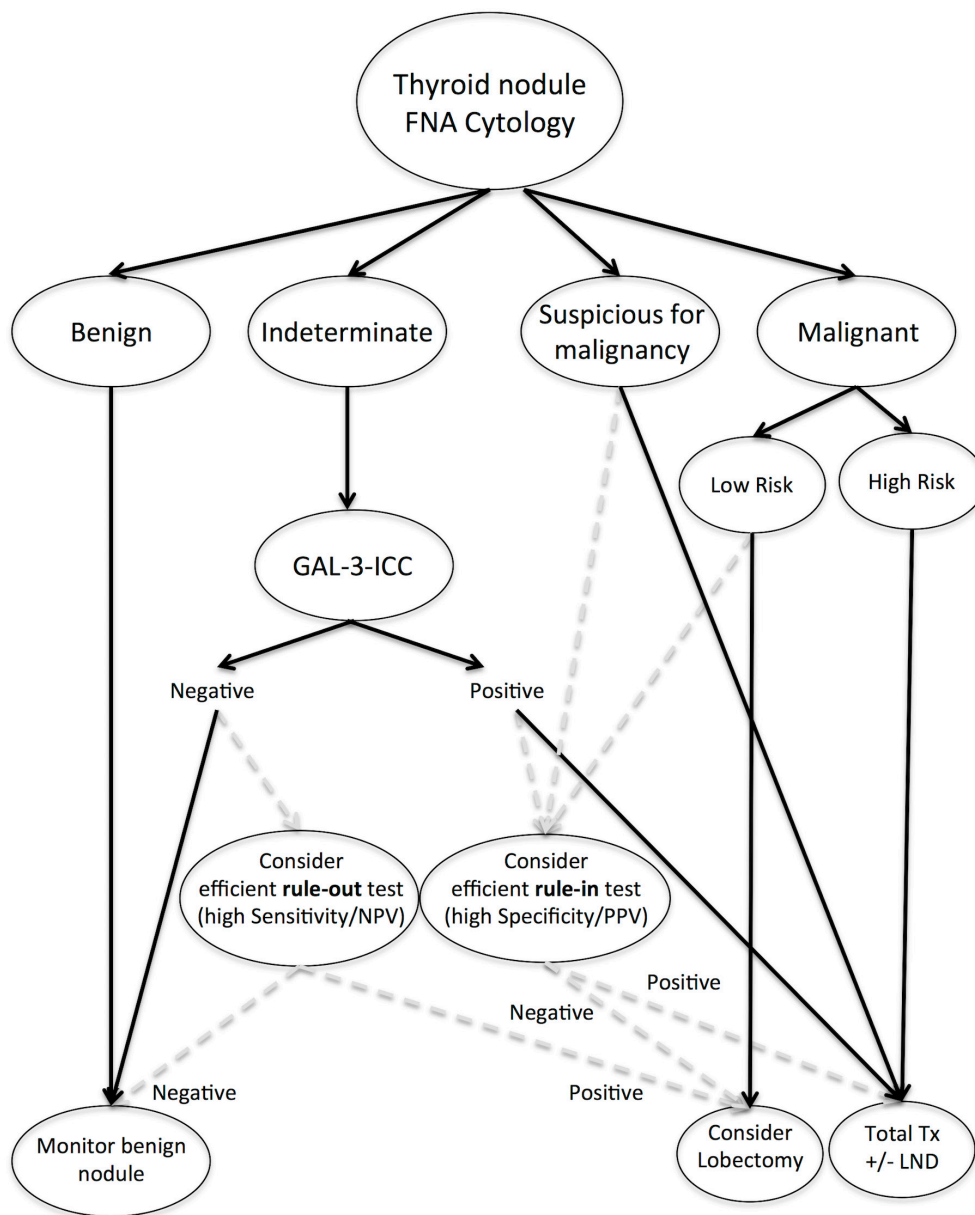 Thyroid nodule
FNA Cytology
Benign
Indeterminate
Suspicious for
malignancy
Malignant
Low Risk
High Risk
GAL-3-ICC
Negative
Positive
Consider
efficient rule-out test
(high Sensitivity/NPV)
Consider
efficient rule-in test
(high Specificity/PPV)
Positive
Negative
Negative
Positive
Monitor benign
nodule
Consider
Lobectomy
Total Tx
+/- LND